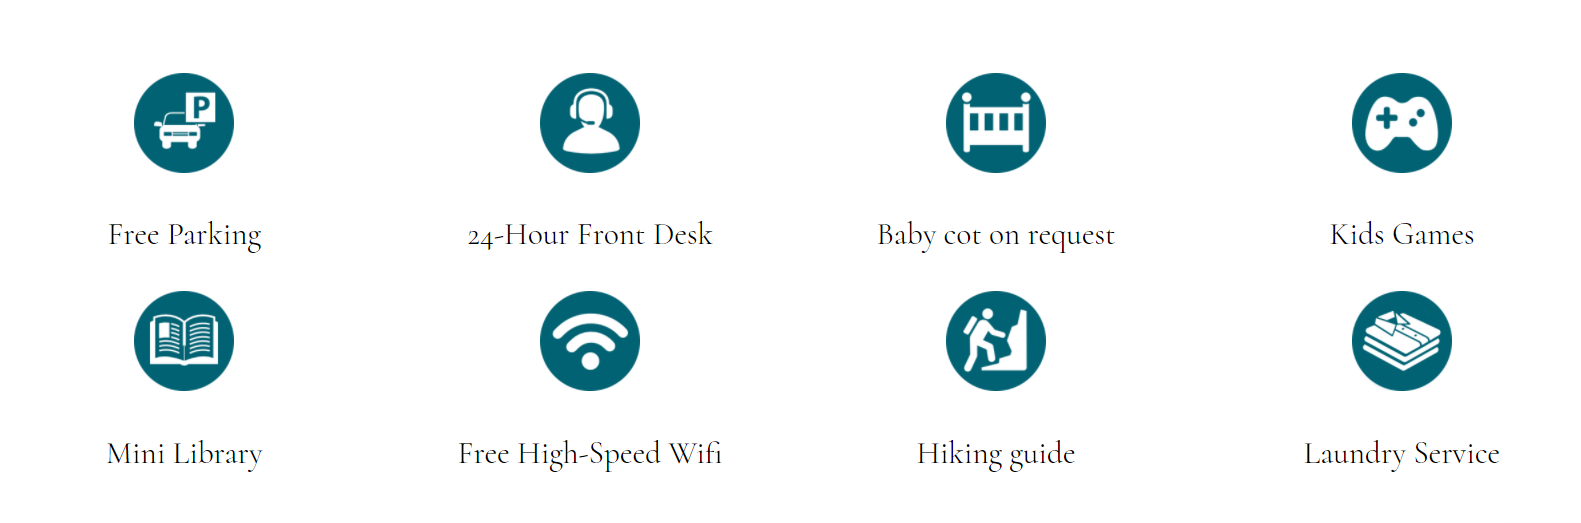 P
Free Parking
24-Hour Front Desk
Baby cot on request
Kids Games
Mini Library
Free High-Speed Wifi
Hiking guide
Laundry Service